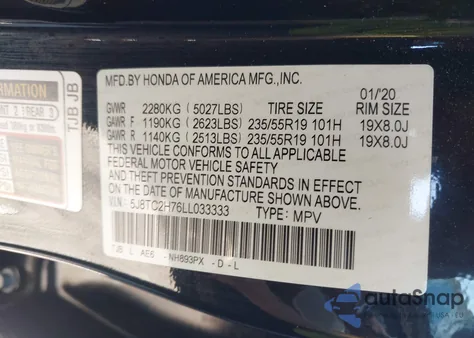 MFD.BY HONDA OF AMERICA MFG.,INC.
01/20
GVWR 2280KG (5027LBS) TIRE SIZE RIM SIZE
GAWR F 1190KG (2623LBS) 235/55R19 101H 19X8.0J
GAWR R 1140KG (2513LBS) 235/55R19 101H 19X8.0J
THIS VEHICLE CONFORMS TO ALL APPLICABLE
FEDERAL MOTOR VEHICLE SAFETY
AND THEFT PREVENTION STANDARDS IN EFFECT
ON THE DATE OF MANUFACTURE SHOWN ABOVE.
V.I.N.: 5J8TC2H76LL033333 TYPE: MPV
TJB L AE6 - NH893PX - D - L
TJB JB
autoSnap